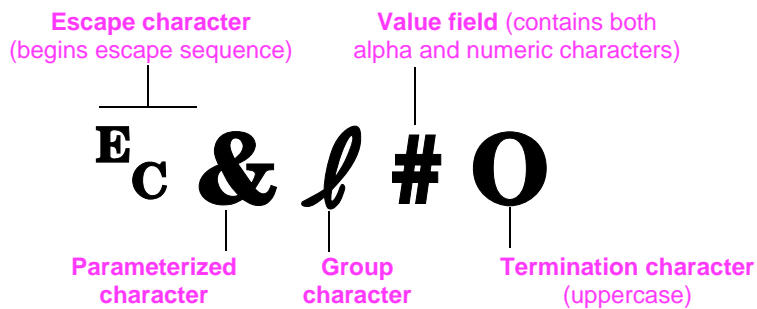 Escape character
(begins escape sequence)
Value field (contains both
alpha and numeric characters)
EC & ℓ # O
Parameterized
character
Group
character
Termination character
(uppercase)